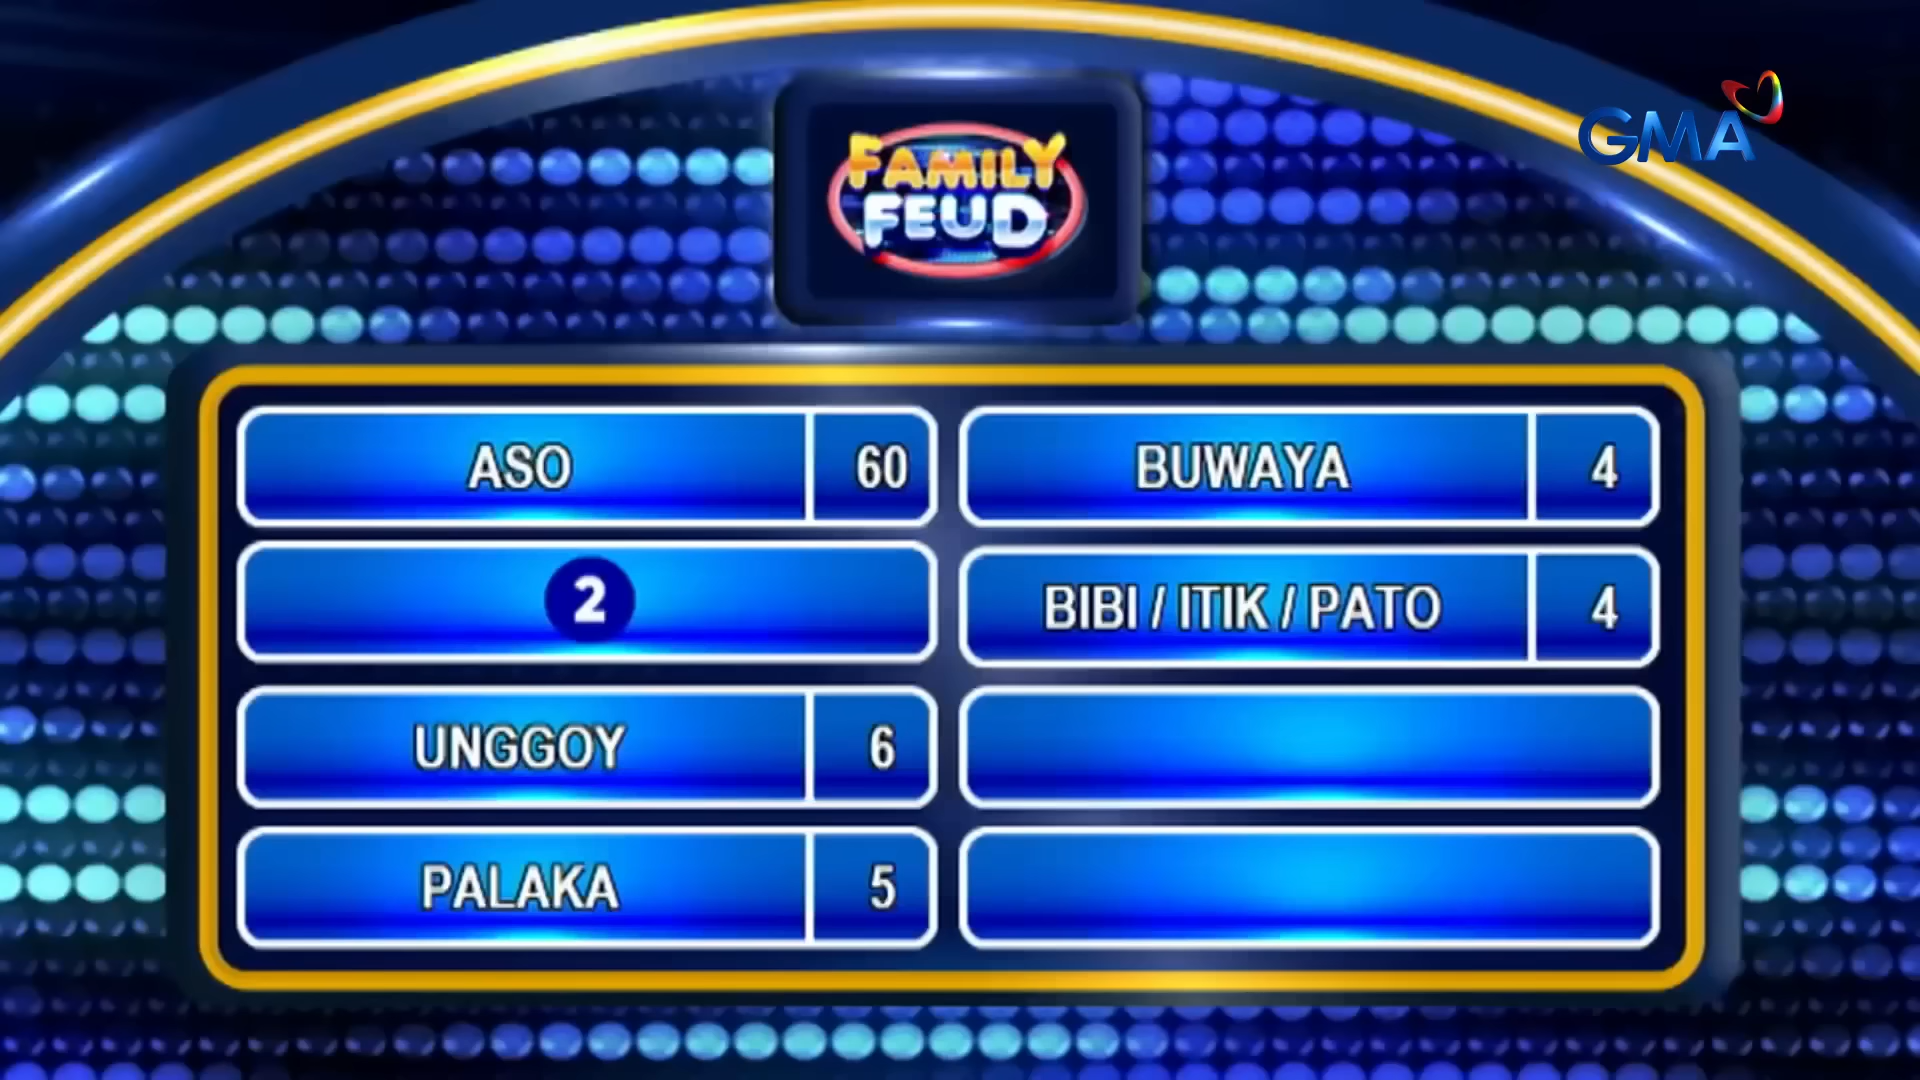 GMA
FAMILY
FEUD
ASO 60
2
UNGGOY 6
PALAKA 5
BUWAYA 4
BIBI / ITIK / PATO 4